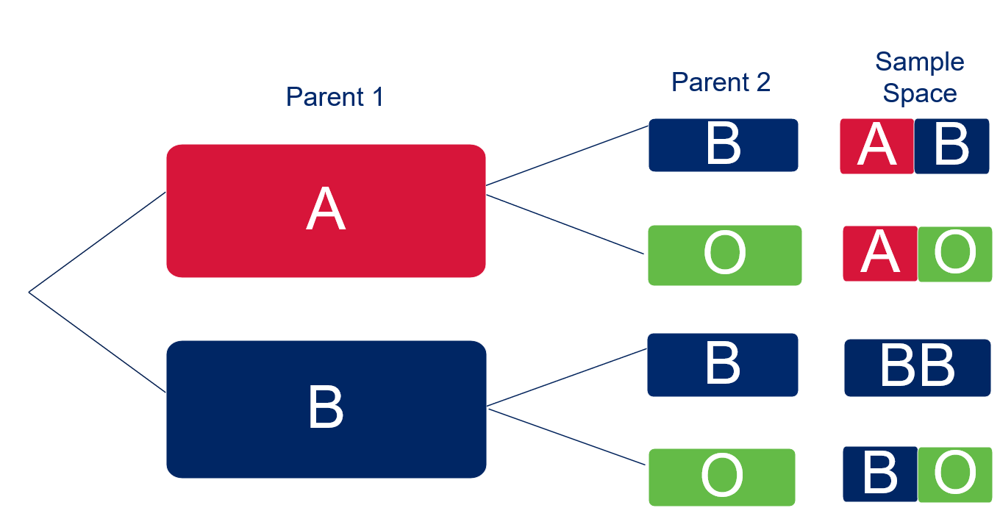 Parent 1
Parent 2
Sample
Space
A
B
B
O
B
O
A B
A O
BB
B O